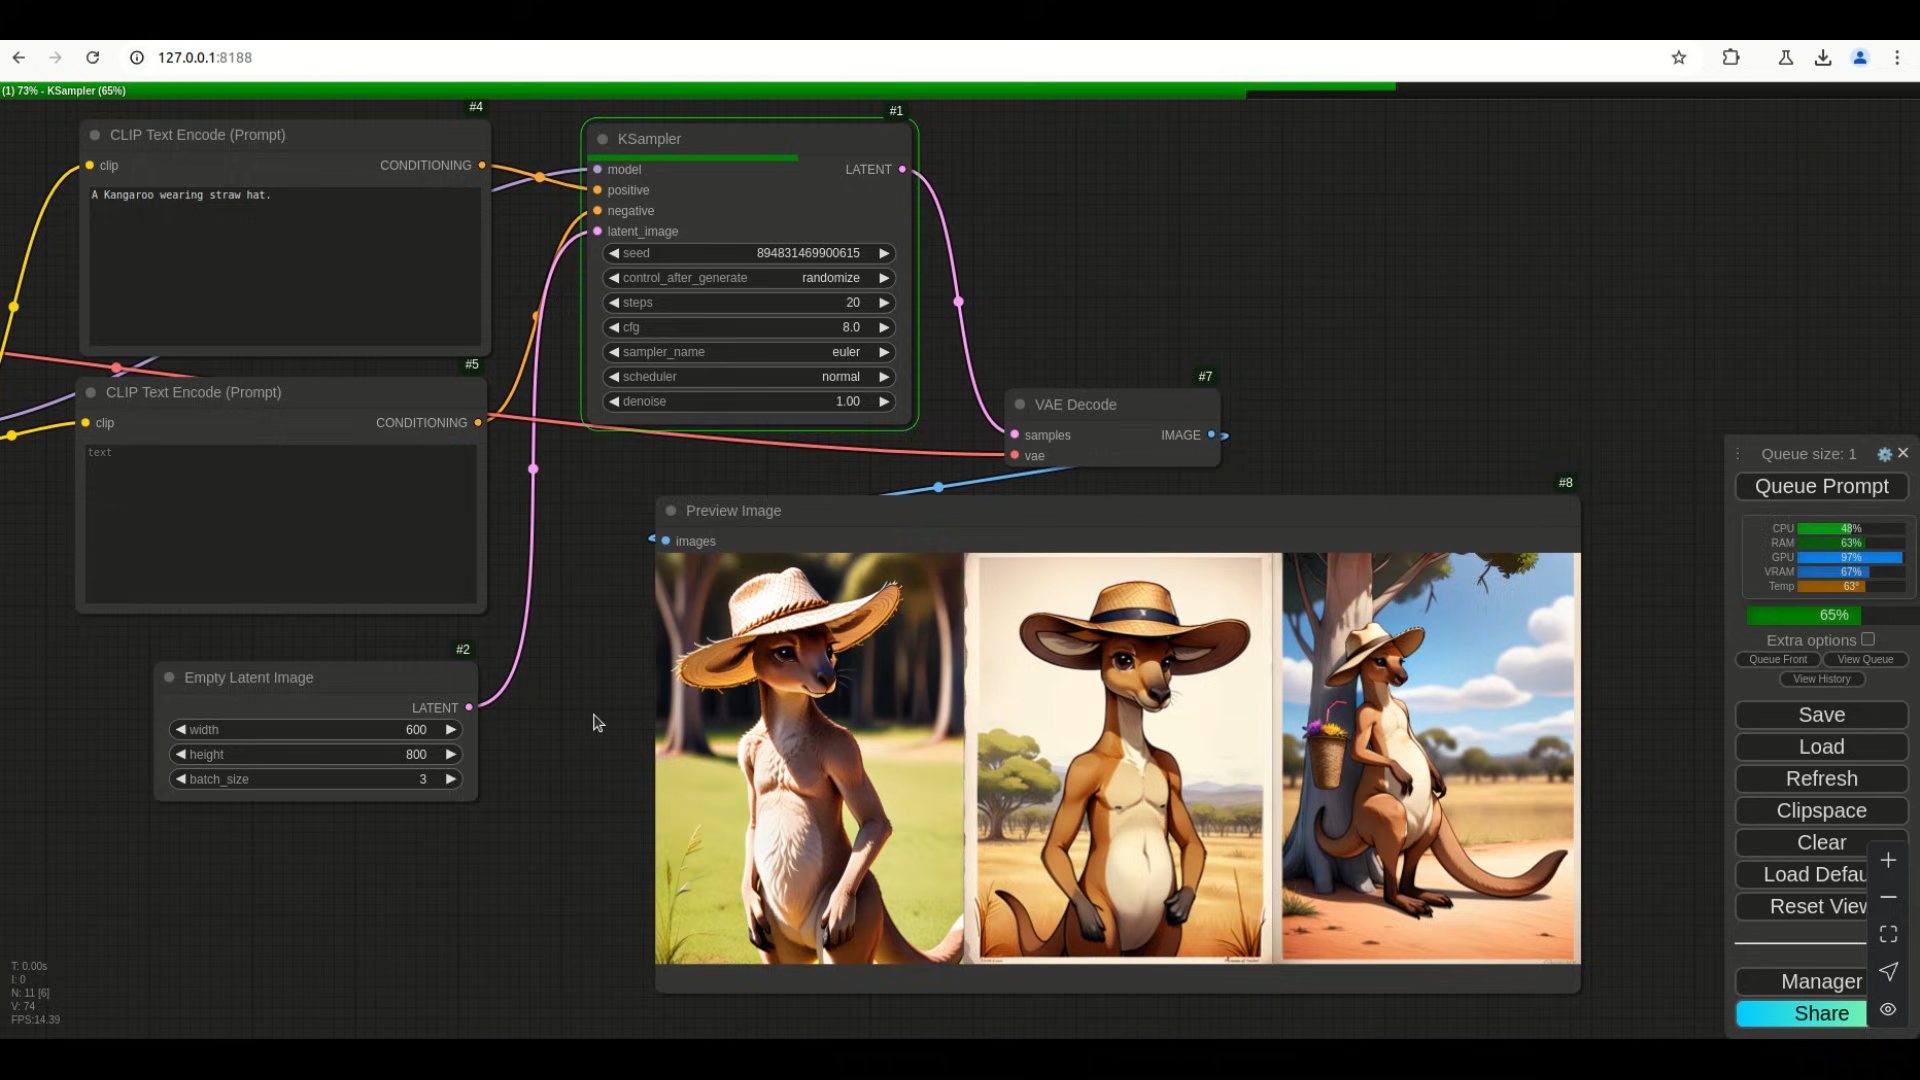 127.0.0.1:8188
(1) 73% - KSampler (65%)
#4
CLIP Text Encode (Prompt)
clip
CONDITIONING
A Kangaroo wearing straw hat.
#5
CLIP Text Encode (Prompt)
clip
CONDITIONING
text
#2
Empty Latent Image
LATENT
width 600
height 800
batch_size 3
#1
KSampler
model
LATENT
positive
negative
latent_image
seed 894831469900615
control_after_generate randomize
steps 20
cfg 8.0
sampler_name euler
scheduler normal
denoise 1.00
#7
VAE Decode
samples
IMAGE
vae
#8
Preview Image
images
Queue size: 1
Queue Prompt
CPU 48%
RAM 63%
GPU 97%
VRAM 67%
Temp 63°
65%
Extra options
Queue Front
View Queue
View History
Save
Load
Refresh
Clipspace
Clear
Load Defau
Reset View
Manager
Share
T: 0.00s
I: 0
N: 11 [6]
V: 74
FPS:14.39